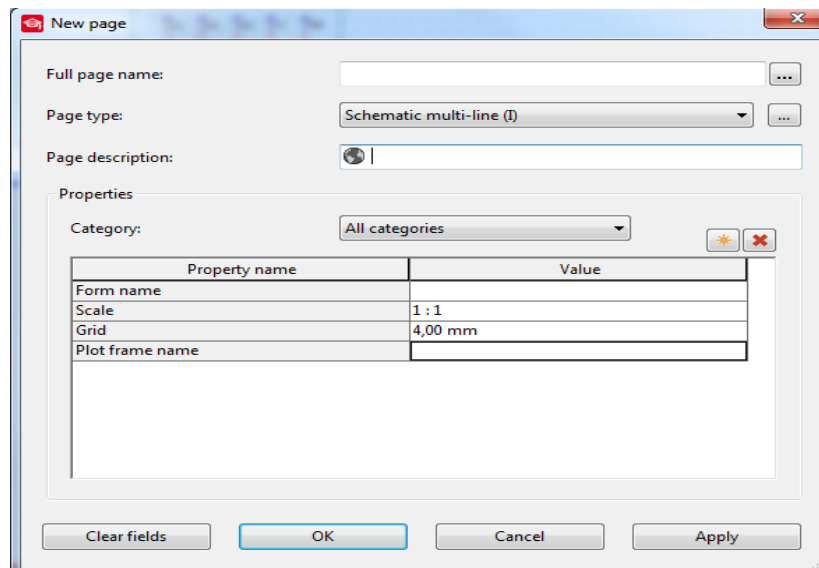 New page
Full page name:
...
Page type:
Schematic multi-line (I)
...
Page description:
Properties
Category:
All categories
Property name Value
Form name
Scale 1 : 1
Grid 4,00 mm
Plot frame name
Clear fields OK Cancel Apply